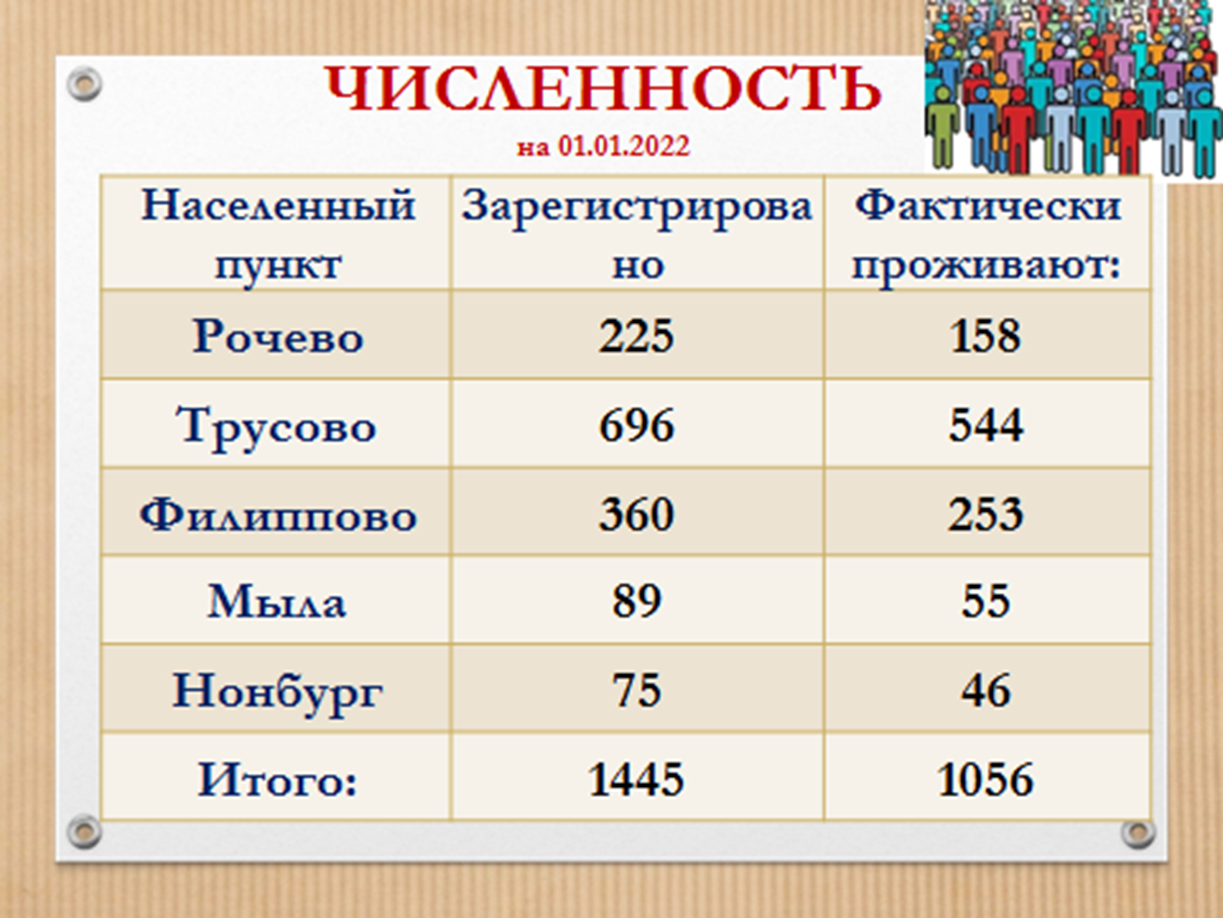 ЧИСЛЕННОСТЬ
на 01.01.2022
Населенный пункт Зарегистрировано Фактически проживают:
Рочево 225 158
Трусово 696 544
Филиппово 360 253
Мыла 89 55
Нонбург 75 46
Итого: 1445 1056